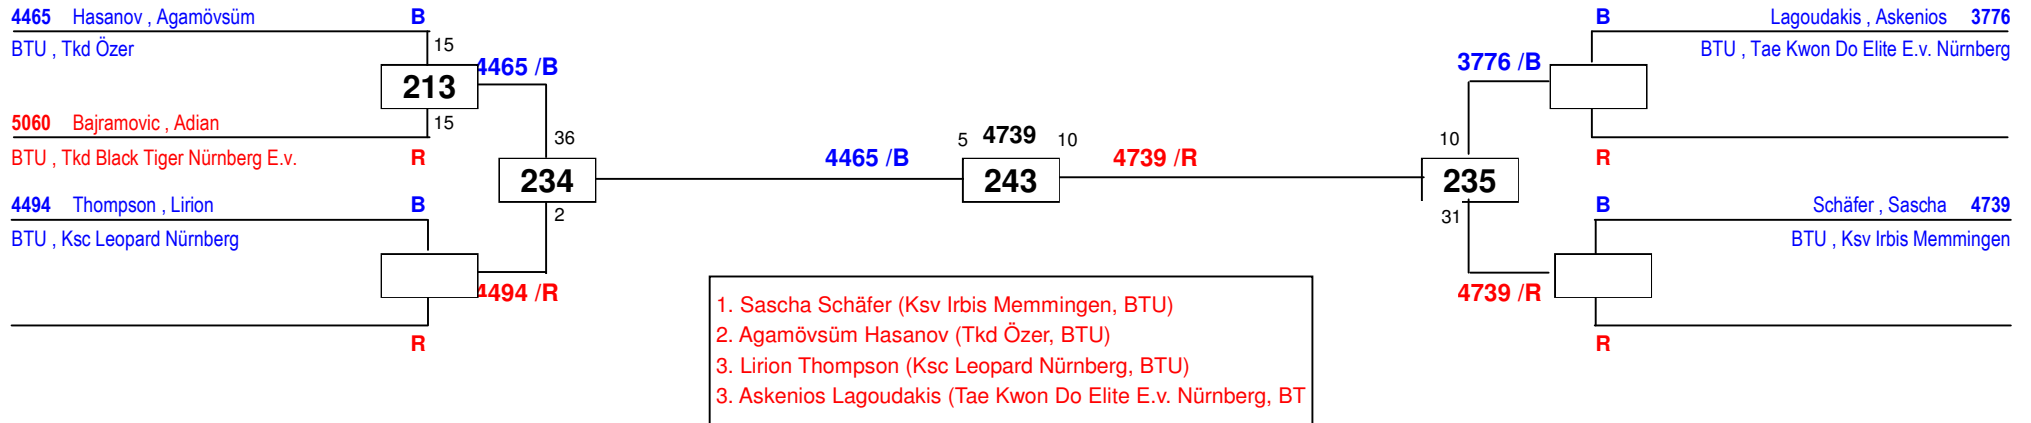 4465 Hasanov , Agamövsüm B
BTU , Tkd Özer
15
213
4465 /B
15
5060 Bajramovic , Adian
BTU , Tkd Black Tiger Nürnberg E.v. R
36
234
2
4494 Thompson , Lirion B
BTU , Ksc Leopard Nürnberg
4494 /R
R
4465 /B
5 4739 10
243
4739 /R
B Lagoudakis , Askenios 3776
BTU , Tae Kwon Do Elite E.v. Nürnberg
3776 /B
R
10
235
31
B Schäfer , Sascha 4739
BTU , Ksv Irbis Memmingen
4739 /R
R
1. Sascha Schäfer (Ksv Irbis Memmingen, BTU)
2. Agamövsüm Hasanov (Tkd Özer, BTU)
3. Lirion Thompson (Ksc Leopard Nürnberg, BTU)
3. Askenios Lagoudakis (Tae Kwon Do Elite E.v. Nürnberg, BT